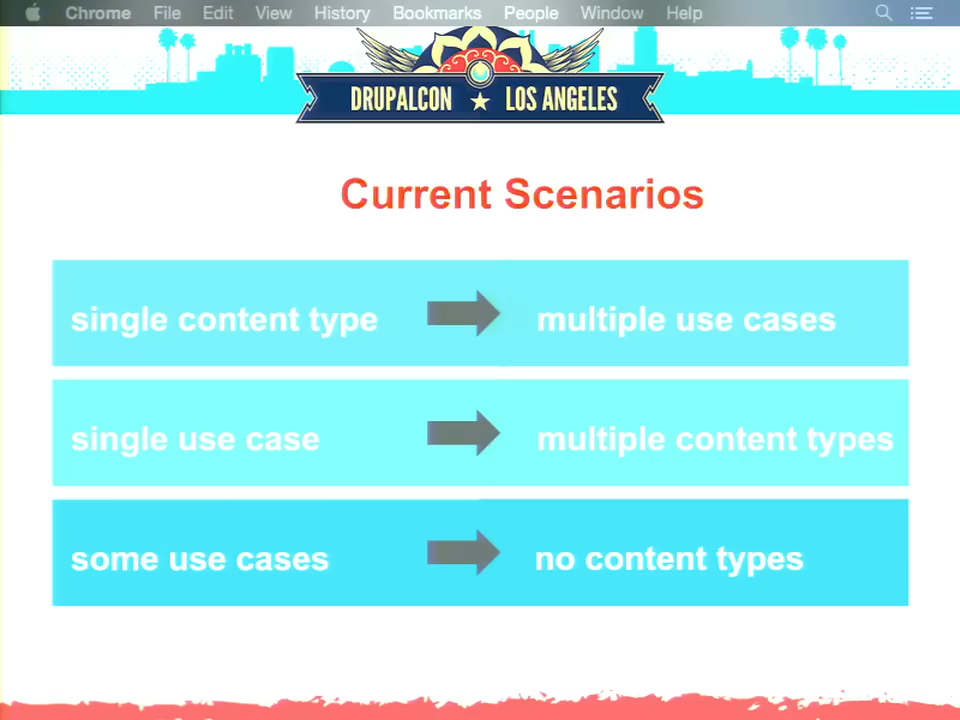 Chrome File Edit View History Bookmarks People Window Help
DRUPALCON ★ LOS ANGELES
Current Scenarios
single content type multiple use cases
single use case multiple content types
some use cases no content types